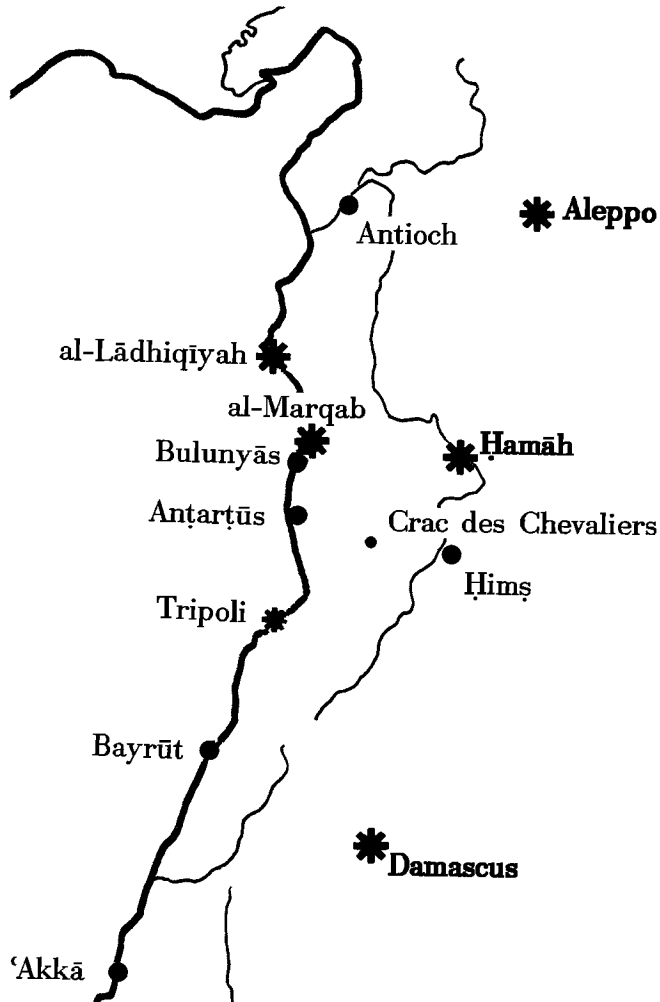 Aleppo
Antioch
al-Lādhiqīyah
al-Marqab
Bulunyās
Ḥamāh
Anṭarṭūs
Crac des Chevaliers
Ḥimṣ
Tripoli
Bayrūt
Damascus
ʿAkkā